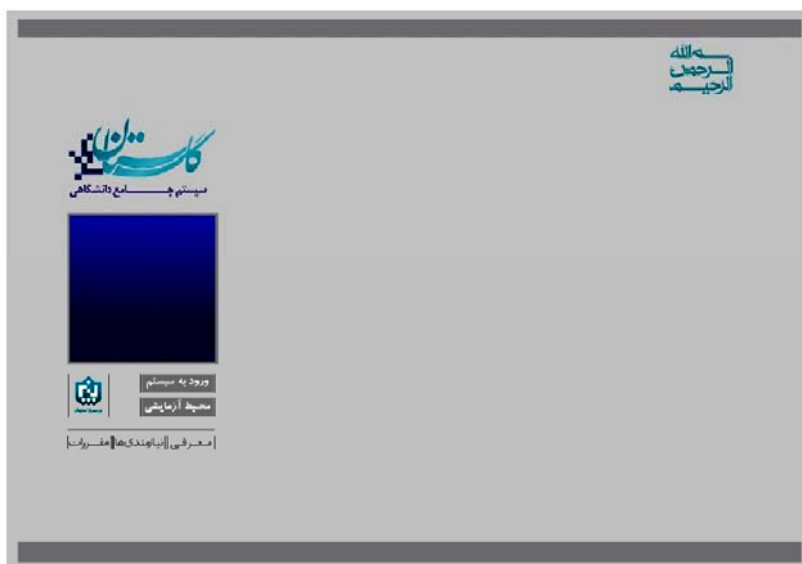 بسم الله
الرحمن
الرحیم
گلستان
سیستم جامع دانشگاهی
ورود به سیستم
محیط آزمایشی
|معرفی||نیازمندی‌ها||مقررات|